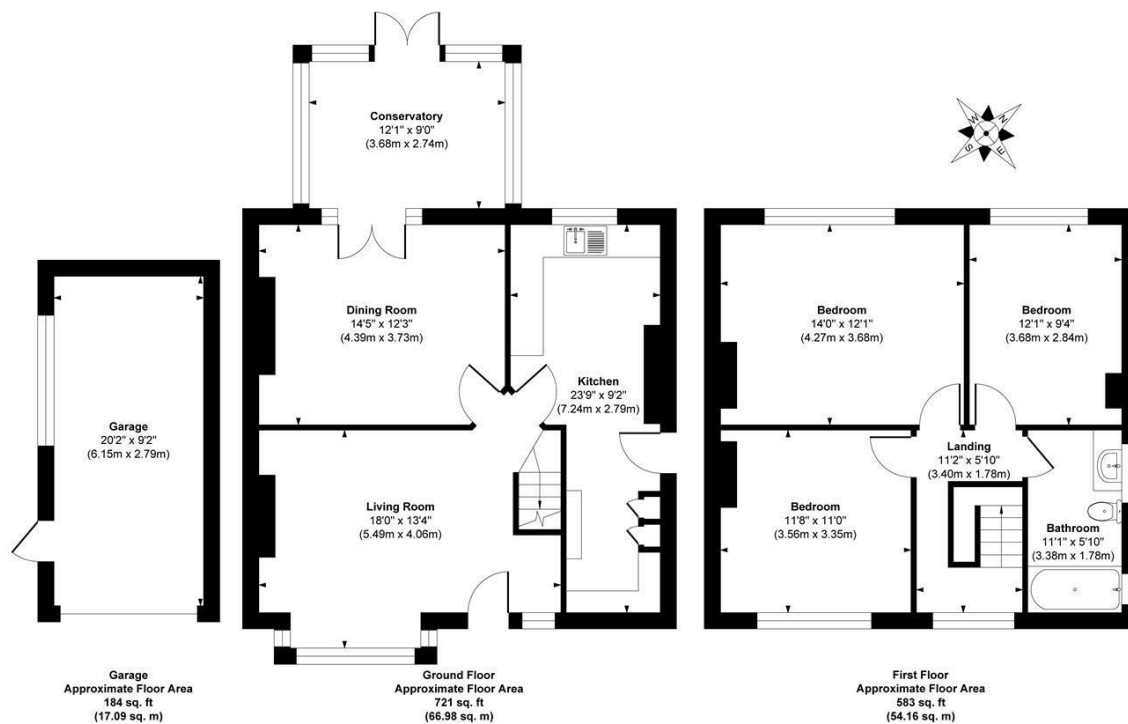 Conservatory
12'1" x 9'0"
(3.68m x 2.74m)
W
N
S
E
Dining Room
14'5" x 12'3"
(4.39m x 3.73m)
Kitchen
23'9" x 9'2"
(7.24m x 2.79m)
Bedroom
14'0" x 12'1"
(4.27m x 3.68m)
Bedroom
12'1" x 9'4"
(3.68m x 2.84m)
Garage
20'2" x 9'2"
(6.15m x 2.79m)
Living Room
18'0" x 13'4"
(5.49m x 4.06m)
Landing
11'2" x 5'10"
(3.40m x 1.78m)
Bedroom
11'8" x 11'0"
(3.56m x 3.35m)
Bathroom
11'1" x 5'10"
(3.38m x 1.78m)
Garage
Approximate Floor Area
184 sq. ft
(17.09 sq. m)
Ground Floor
Approximate Floor Area
721 sq. ft
(66.98 sq. m)
First Floor
Approximate Floor Area
583 sq. ft
(54.16 sq. m)